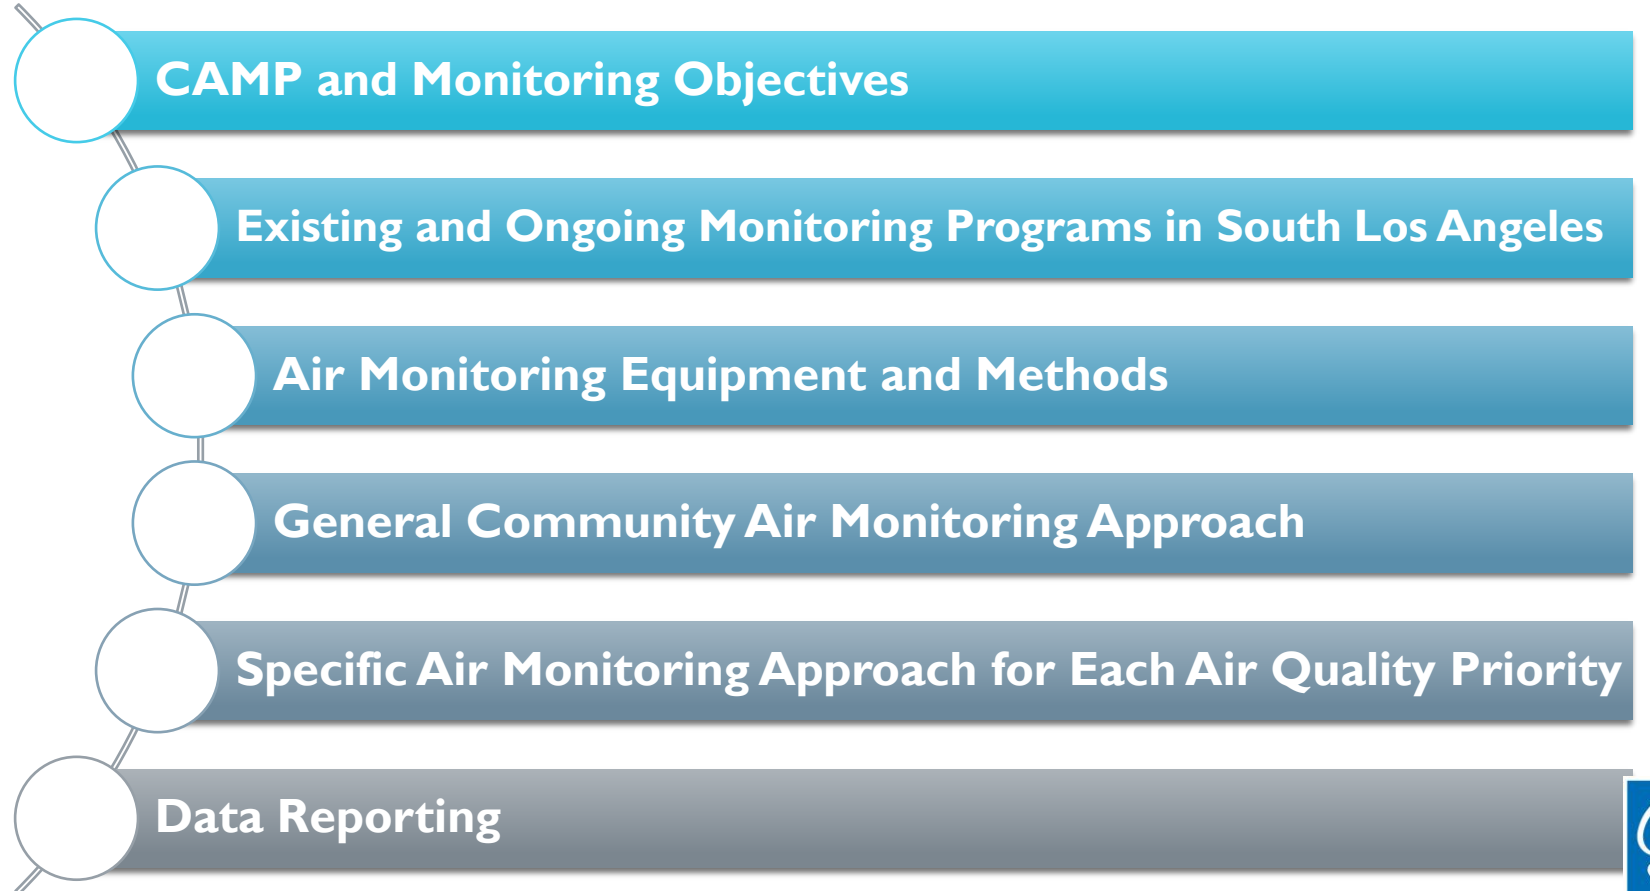 CAMP and Monitoring Objectives
Existing and Ongoing Monitoring Programs in South Los Angeles
Air Monitoring Equipment and Methods
General Community Air Monitoring Approach
Specific Air Monitoring Approach for Each Air Quality Priority
Data Reporting